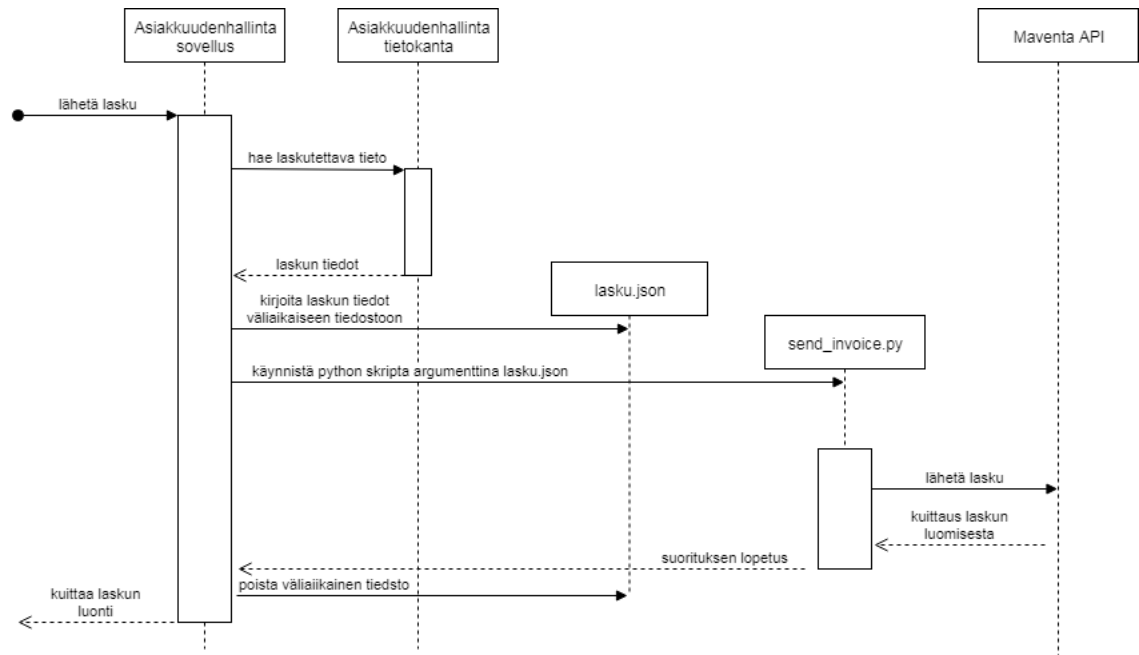 Asiakkuudenhallinta
sovellus
Asiakkuudenhallinta
tietokanta
Maventa API
lähetä lasku
hae laskutettava tieto
laskun tiedot
lasku.json
kirjoita laskun tiedot
väliaikaiseen tiedostoon
send_invoice.py
käynnistä python skripta argumenttina lasku.json
lähetä lasku
kuittaus laskun
luomisesta
suorituksen lopetus
poista väliaiikainen tiedsto
kuittaa laskun
luonti